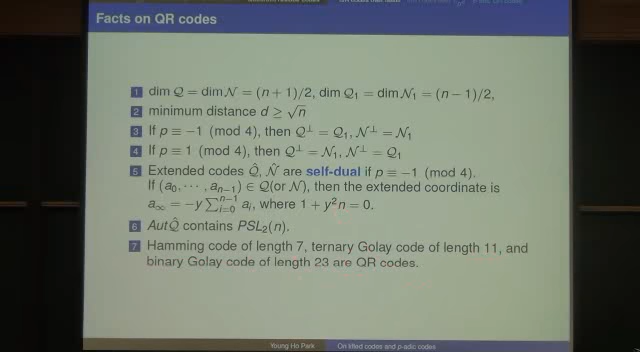 Facts on QR codes
1 dim Q = dim N = (n + 1)/2, dim Q₁ = dim N₁ = (n − 1)/2,
2 minimum distance d ≥ √n
3 If p ≡ −1 (mod 4), then Q⊥ = Q₁, N⊥ = N₁
4 If p ≡ 1 (mod 4), then Q⊥ = N₁, N⊥ = Q₁
5 Extended codes Q̂, N̂ are self-dual if p ≡ −1 (mod 4).
If (a₀, ⋯ , aₙ₋₁) ∈ Q(or N), then the extended coordinate is
a∞ = −y ∑ⁿ⁻¹ᵢ₌₀ aᵢ, where 1 + y²n = 0.
6 AutQ̂ contains PSL₂(n).
7 Hamming code of length 7, ternary Golay code of length 11, and
binary Golay code of length 23 are QR codes.
Young Ho Park On lifted codes and p-adic codes